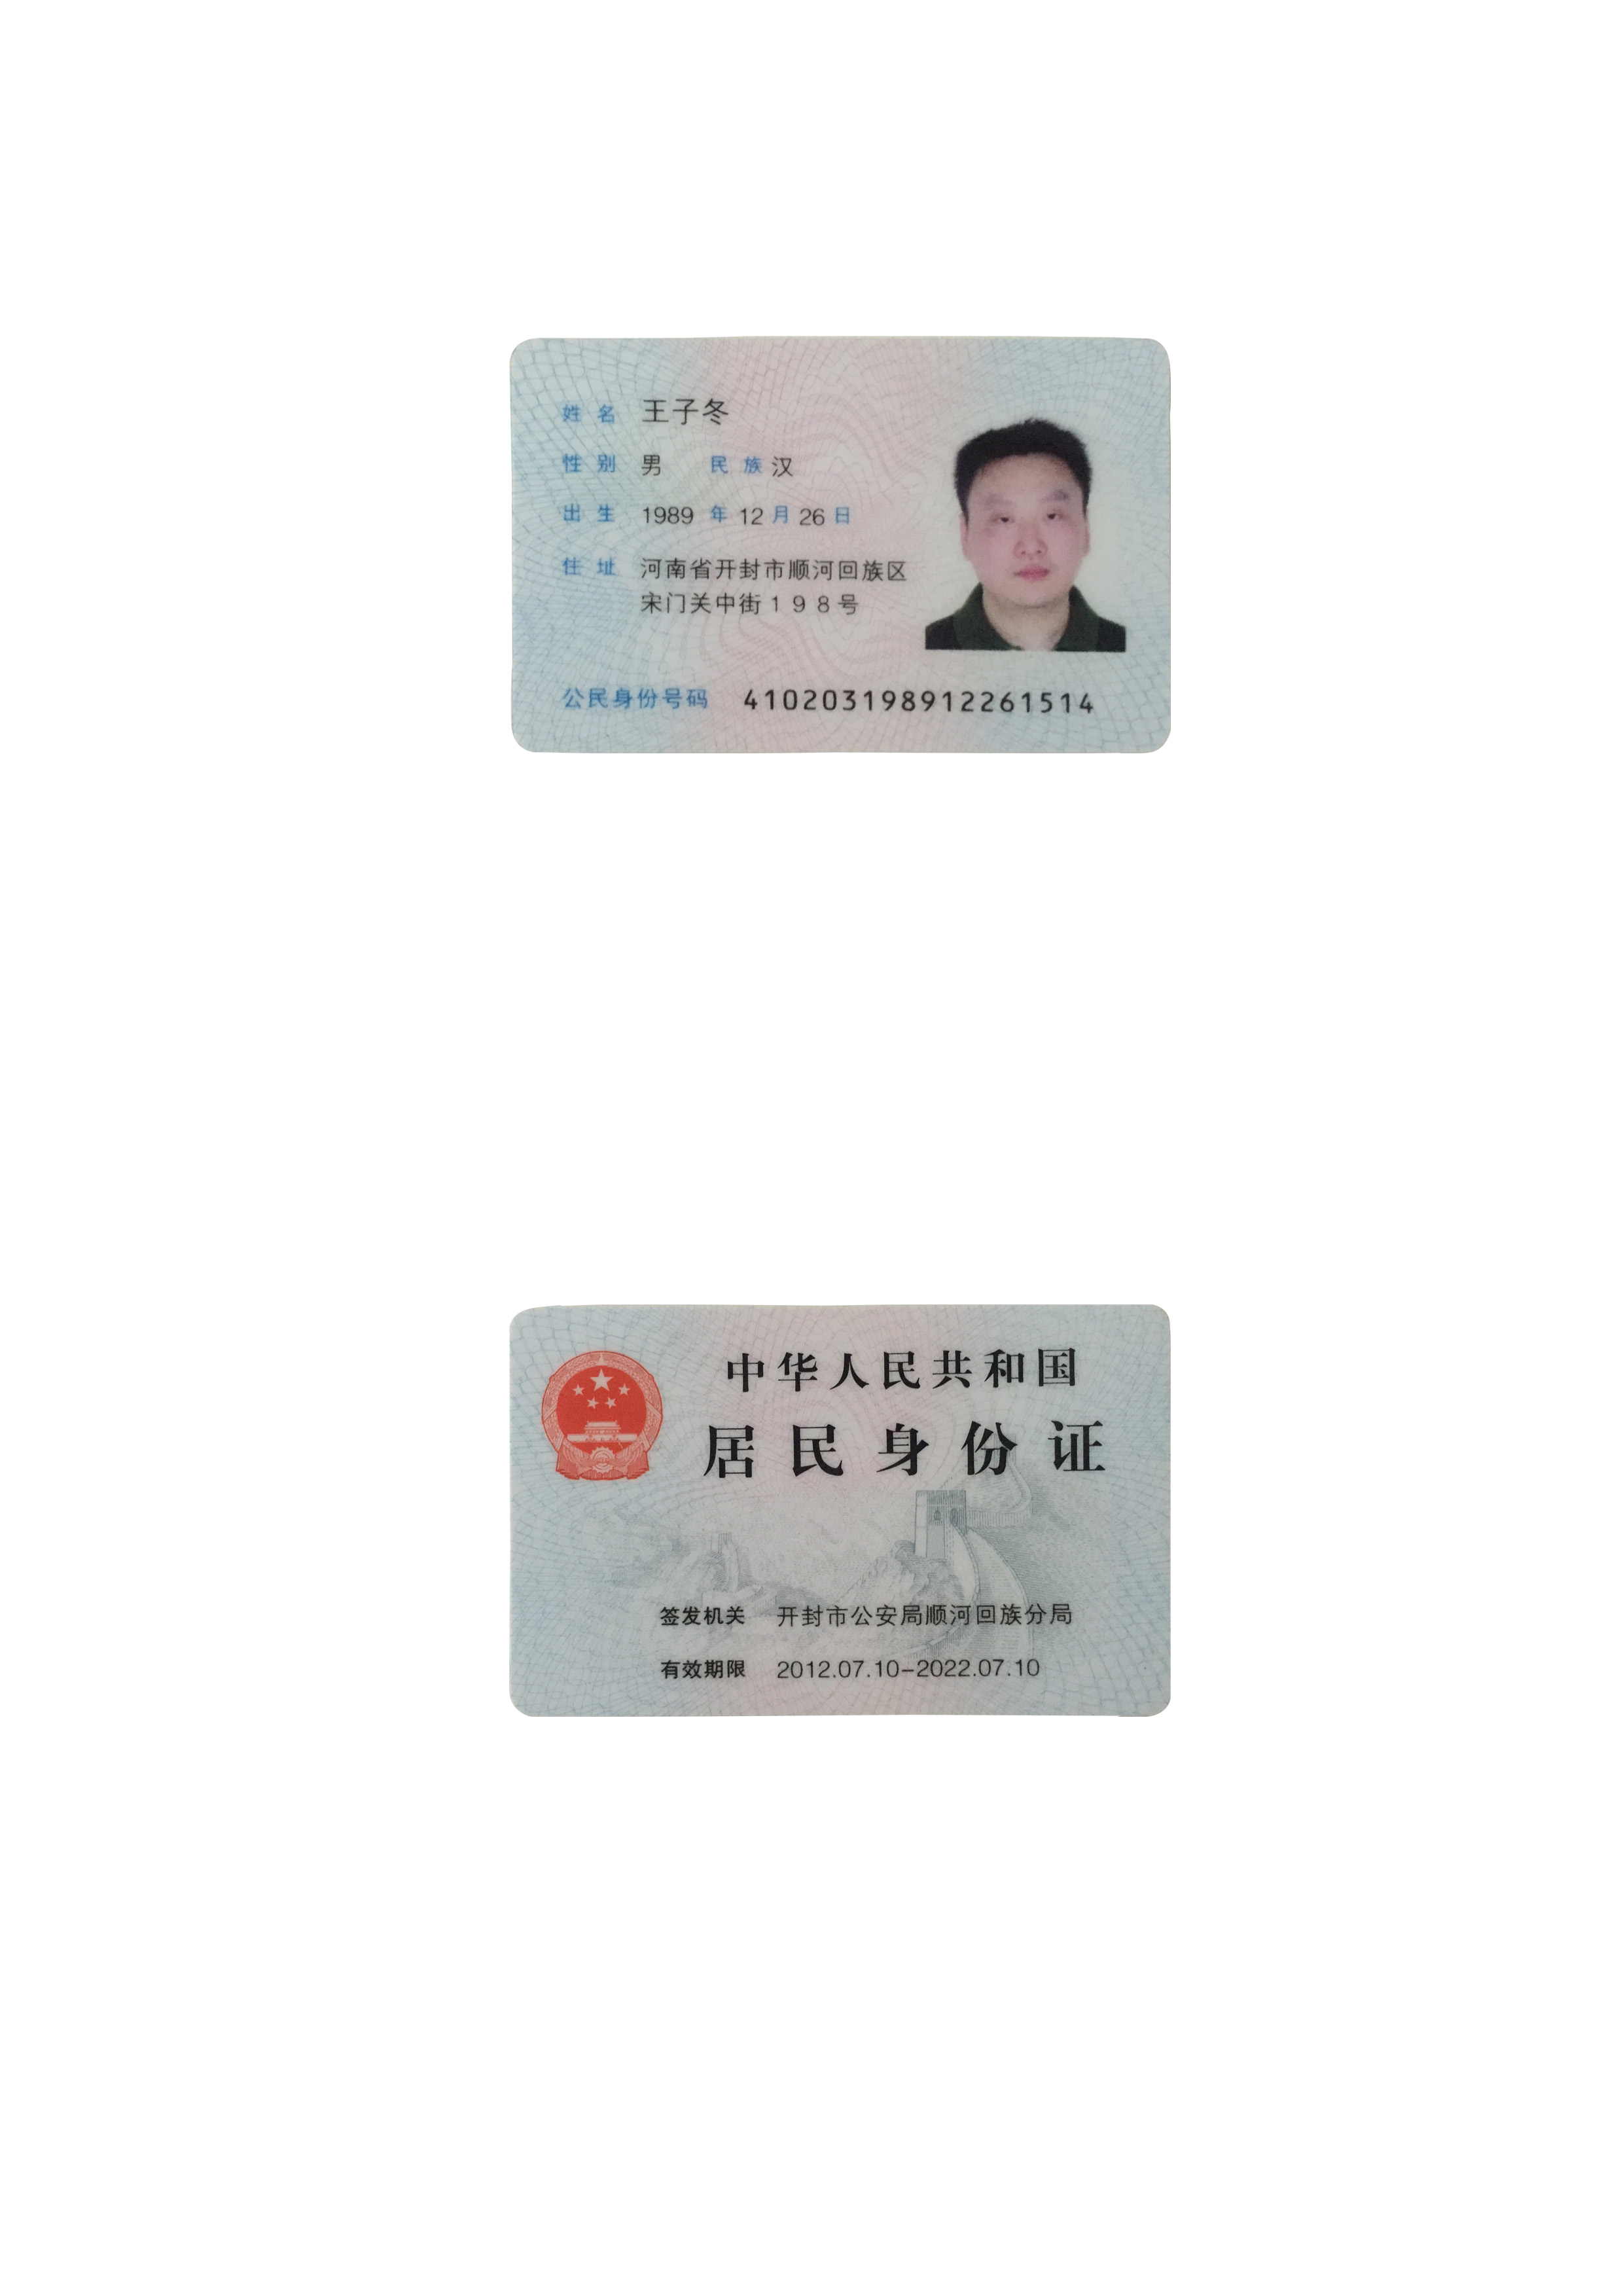 姓名 王子冬
性别 男 民族 汉
出生 1989 年 12 月 26 日
住址 河南省开封市顺河回族区
宋门关中街198号
公民身份号码 410203198912261514
中华人民共和国
居民身份证
签发机关 开封市公安局顺河回族分局
有效期限 2012.07.10-2022.07.10